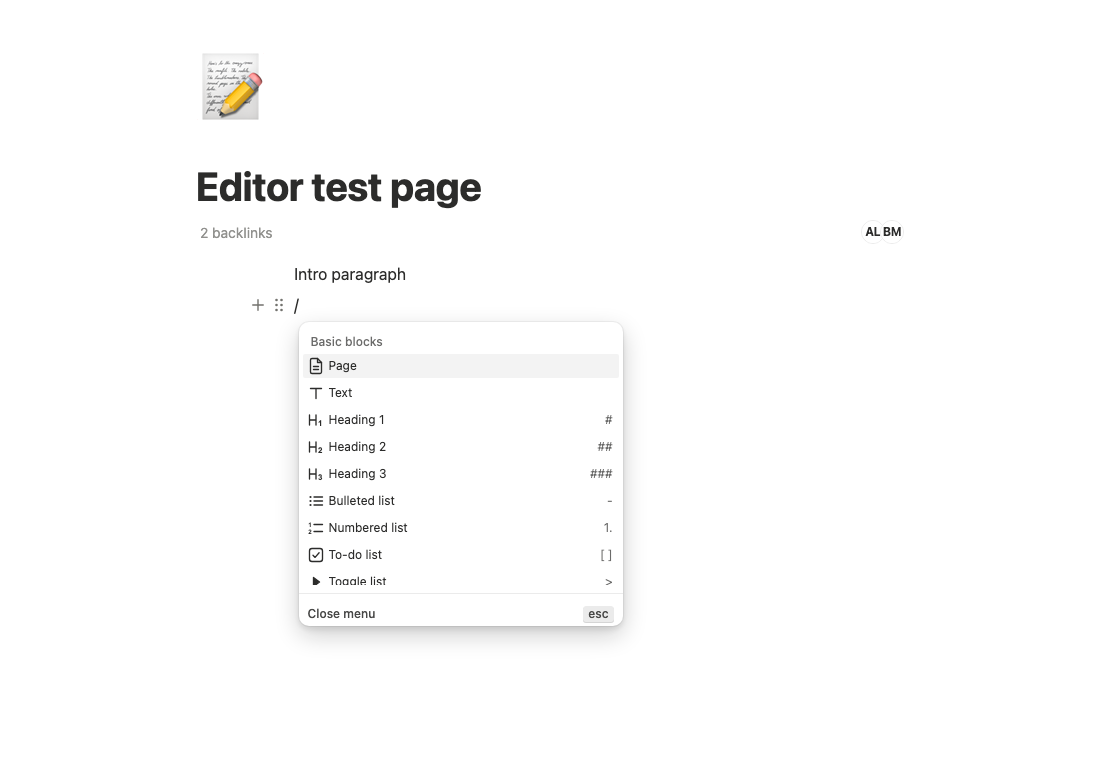 Editor test page
2 backlinks
AL BM
Intro paragraph
/
Basic blocks
Page
Text
Heading 1 #
Heading 2 ##
Heading 3 ###
Bulleted list -
Numbered list 1.
To-do list [ ]
Toggle list >
Close menu esc